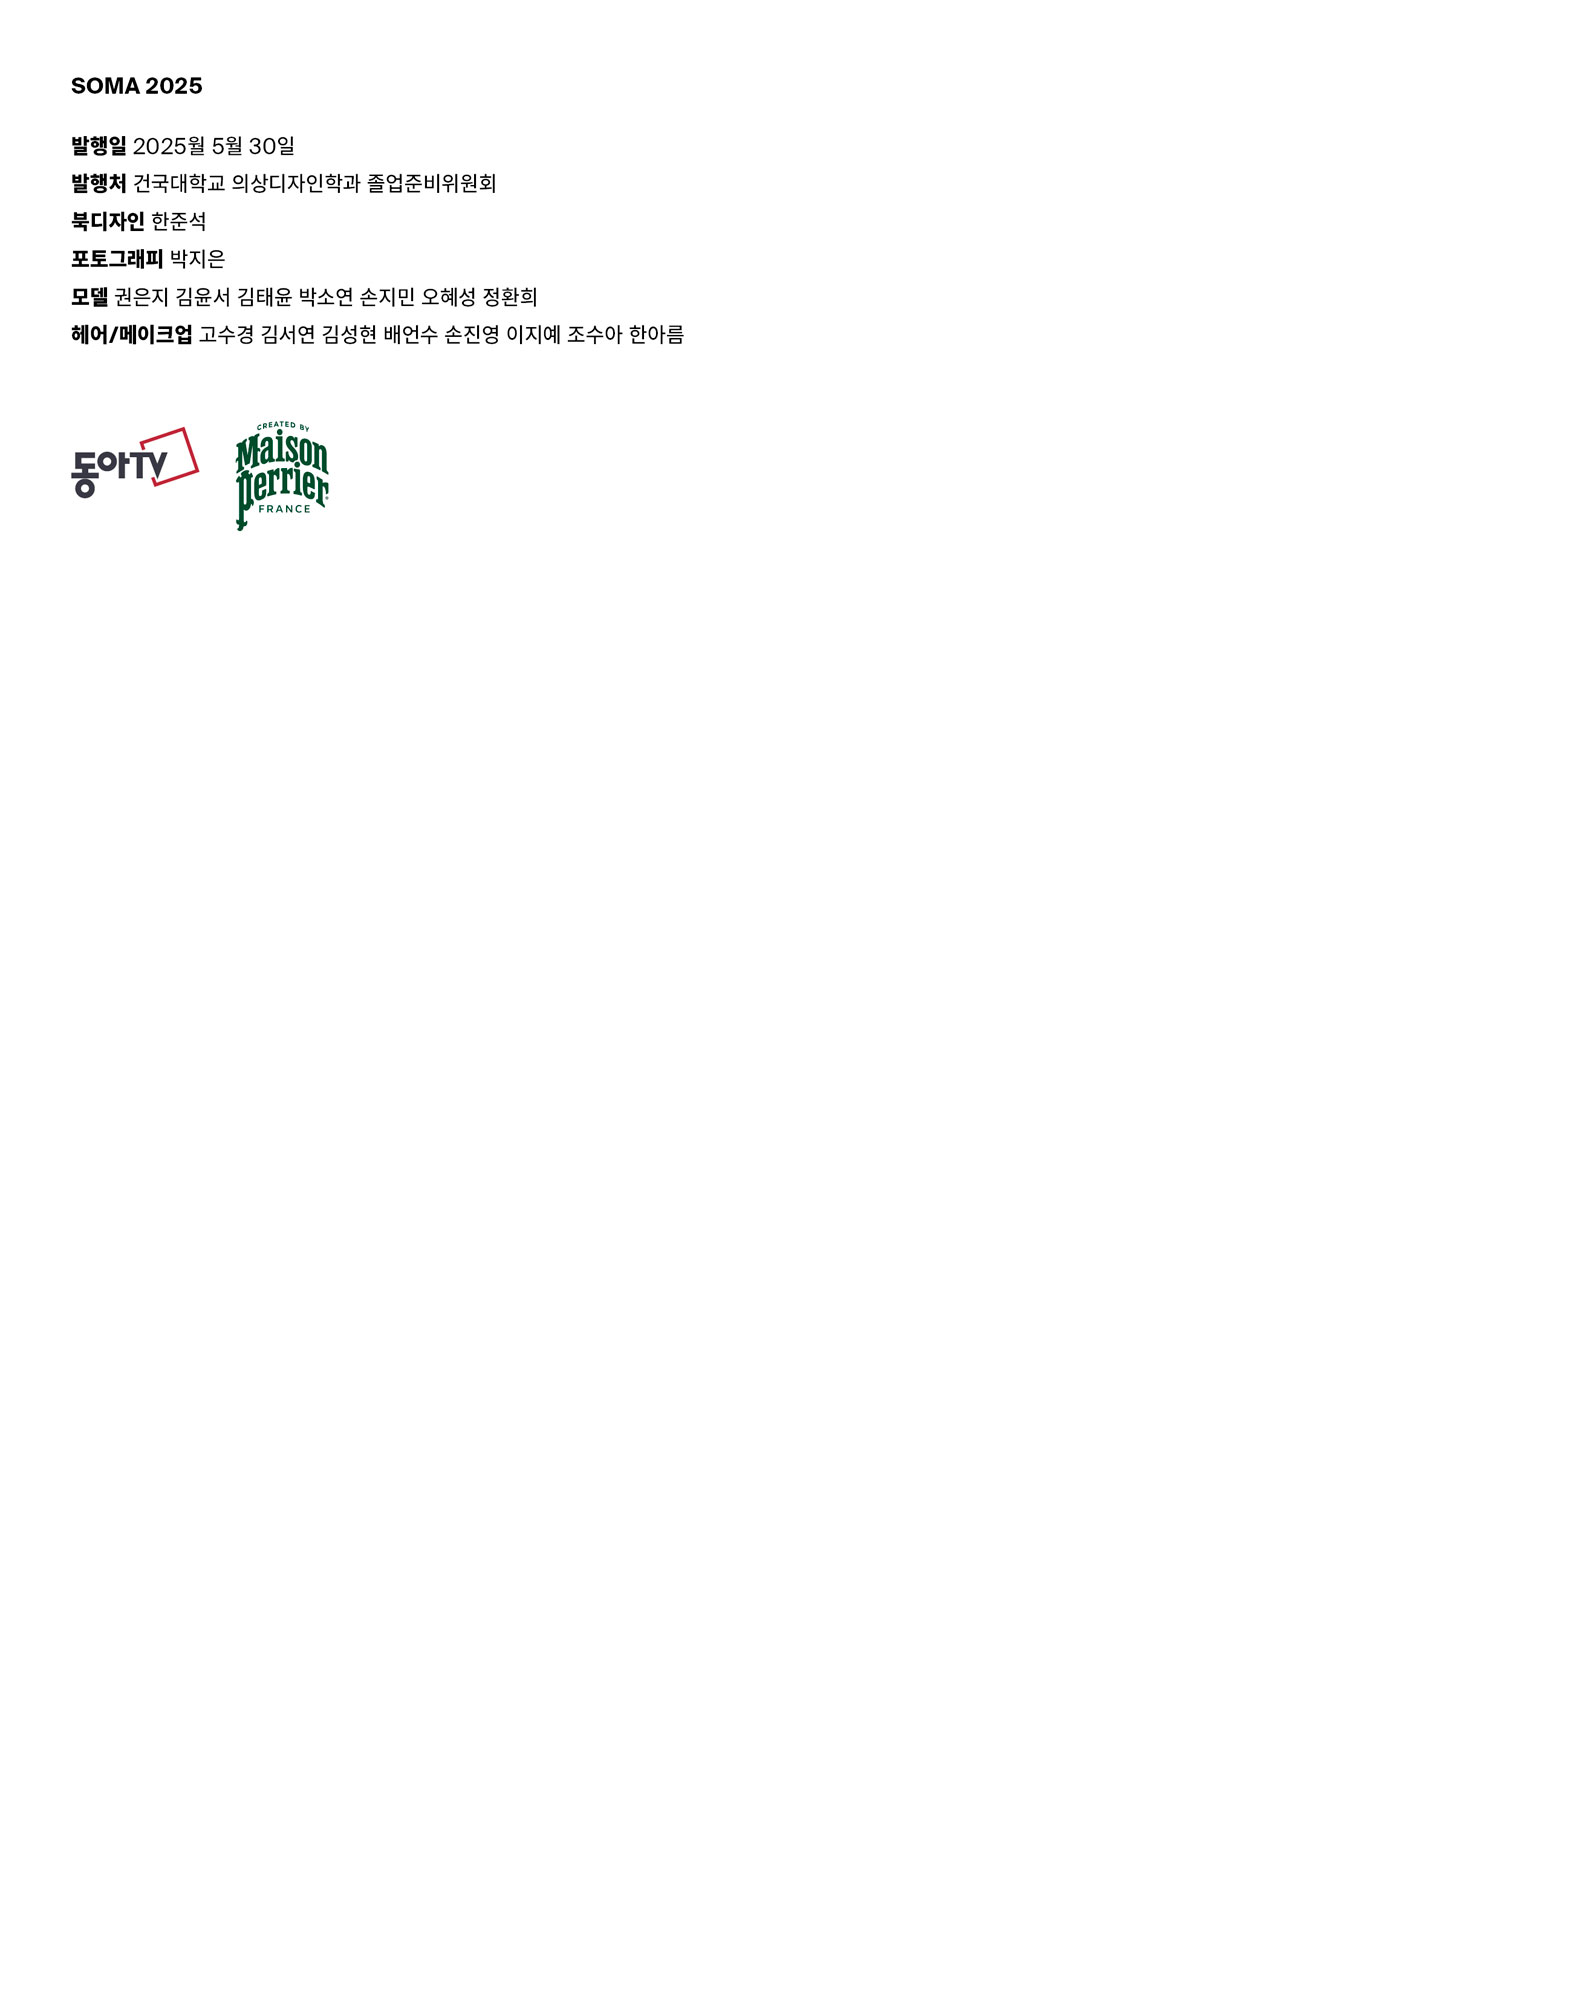 SOMA 2025
발행일 2025월 5월 30일
발행처 건국대학교 의상디자인학과 졸업준비위원회
북디자인 한준석
포토그래피 박지은
모델 권은지 김윤서 김태윤 박소연 손지민 오혜성 정환희
헤어/메이크업 고수경 김서연 김성현 배언수 손진영 이지예 조수아 한아름
동아TV
CREATED BY
Maison
perrier
FRANCE